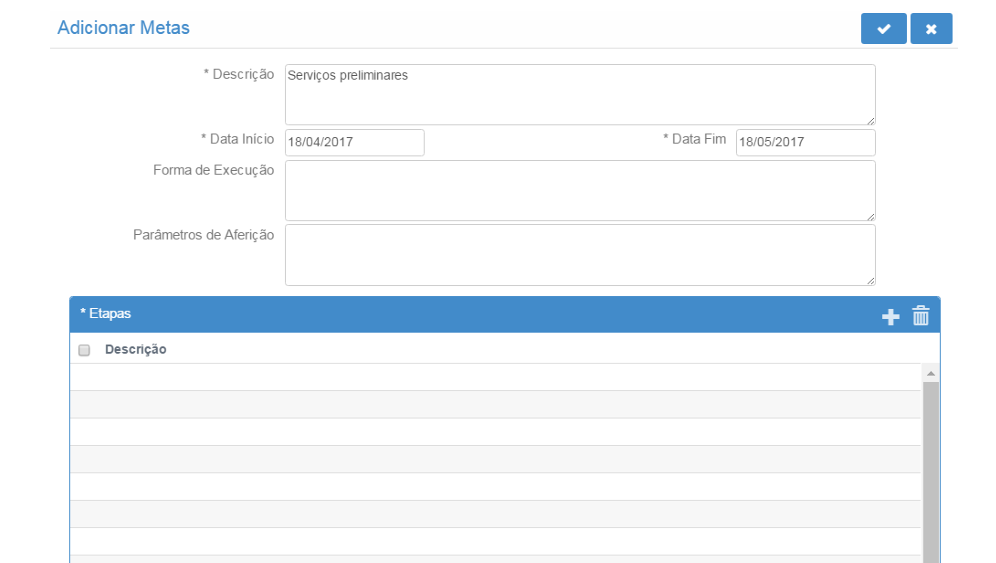 Adicionar Metas
* Descrição
Serviços preliminares
* Data Início
18/04/2017
* Data Fim
18/05/2017
Forma de Execução
Parâmetros de Aferição
* Etapas
Descrição